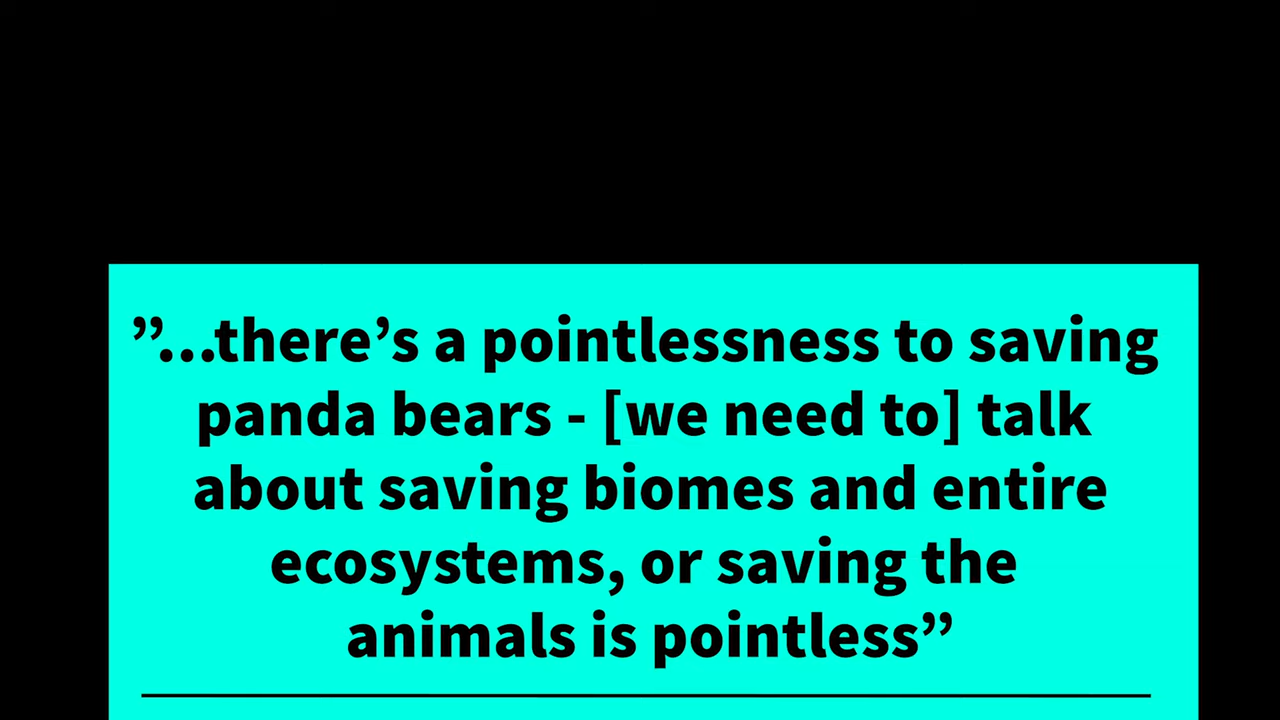 ”...there’s a pointlessness to saving
panda bears - [we need to] talk
about saving biomes and entire
ecosystems, or saving the
animals is pointless”